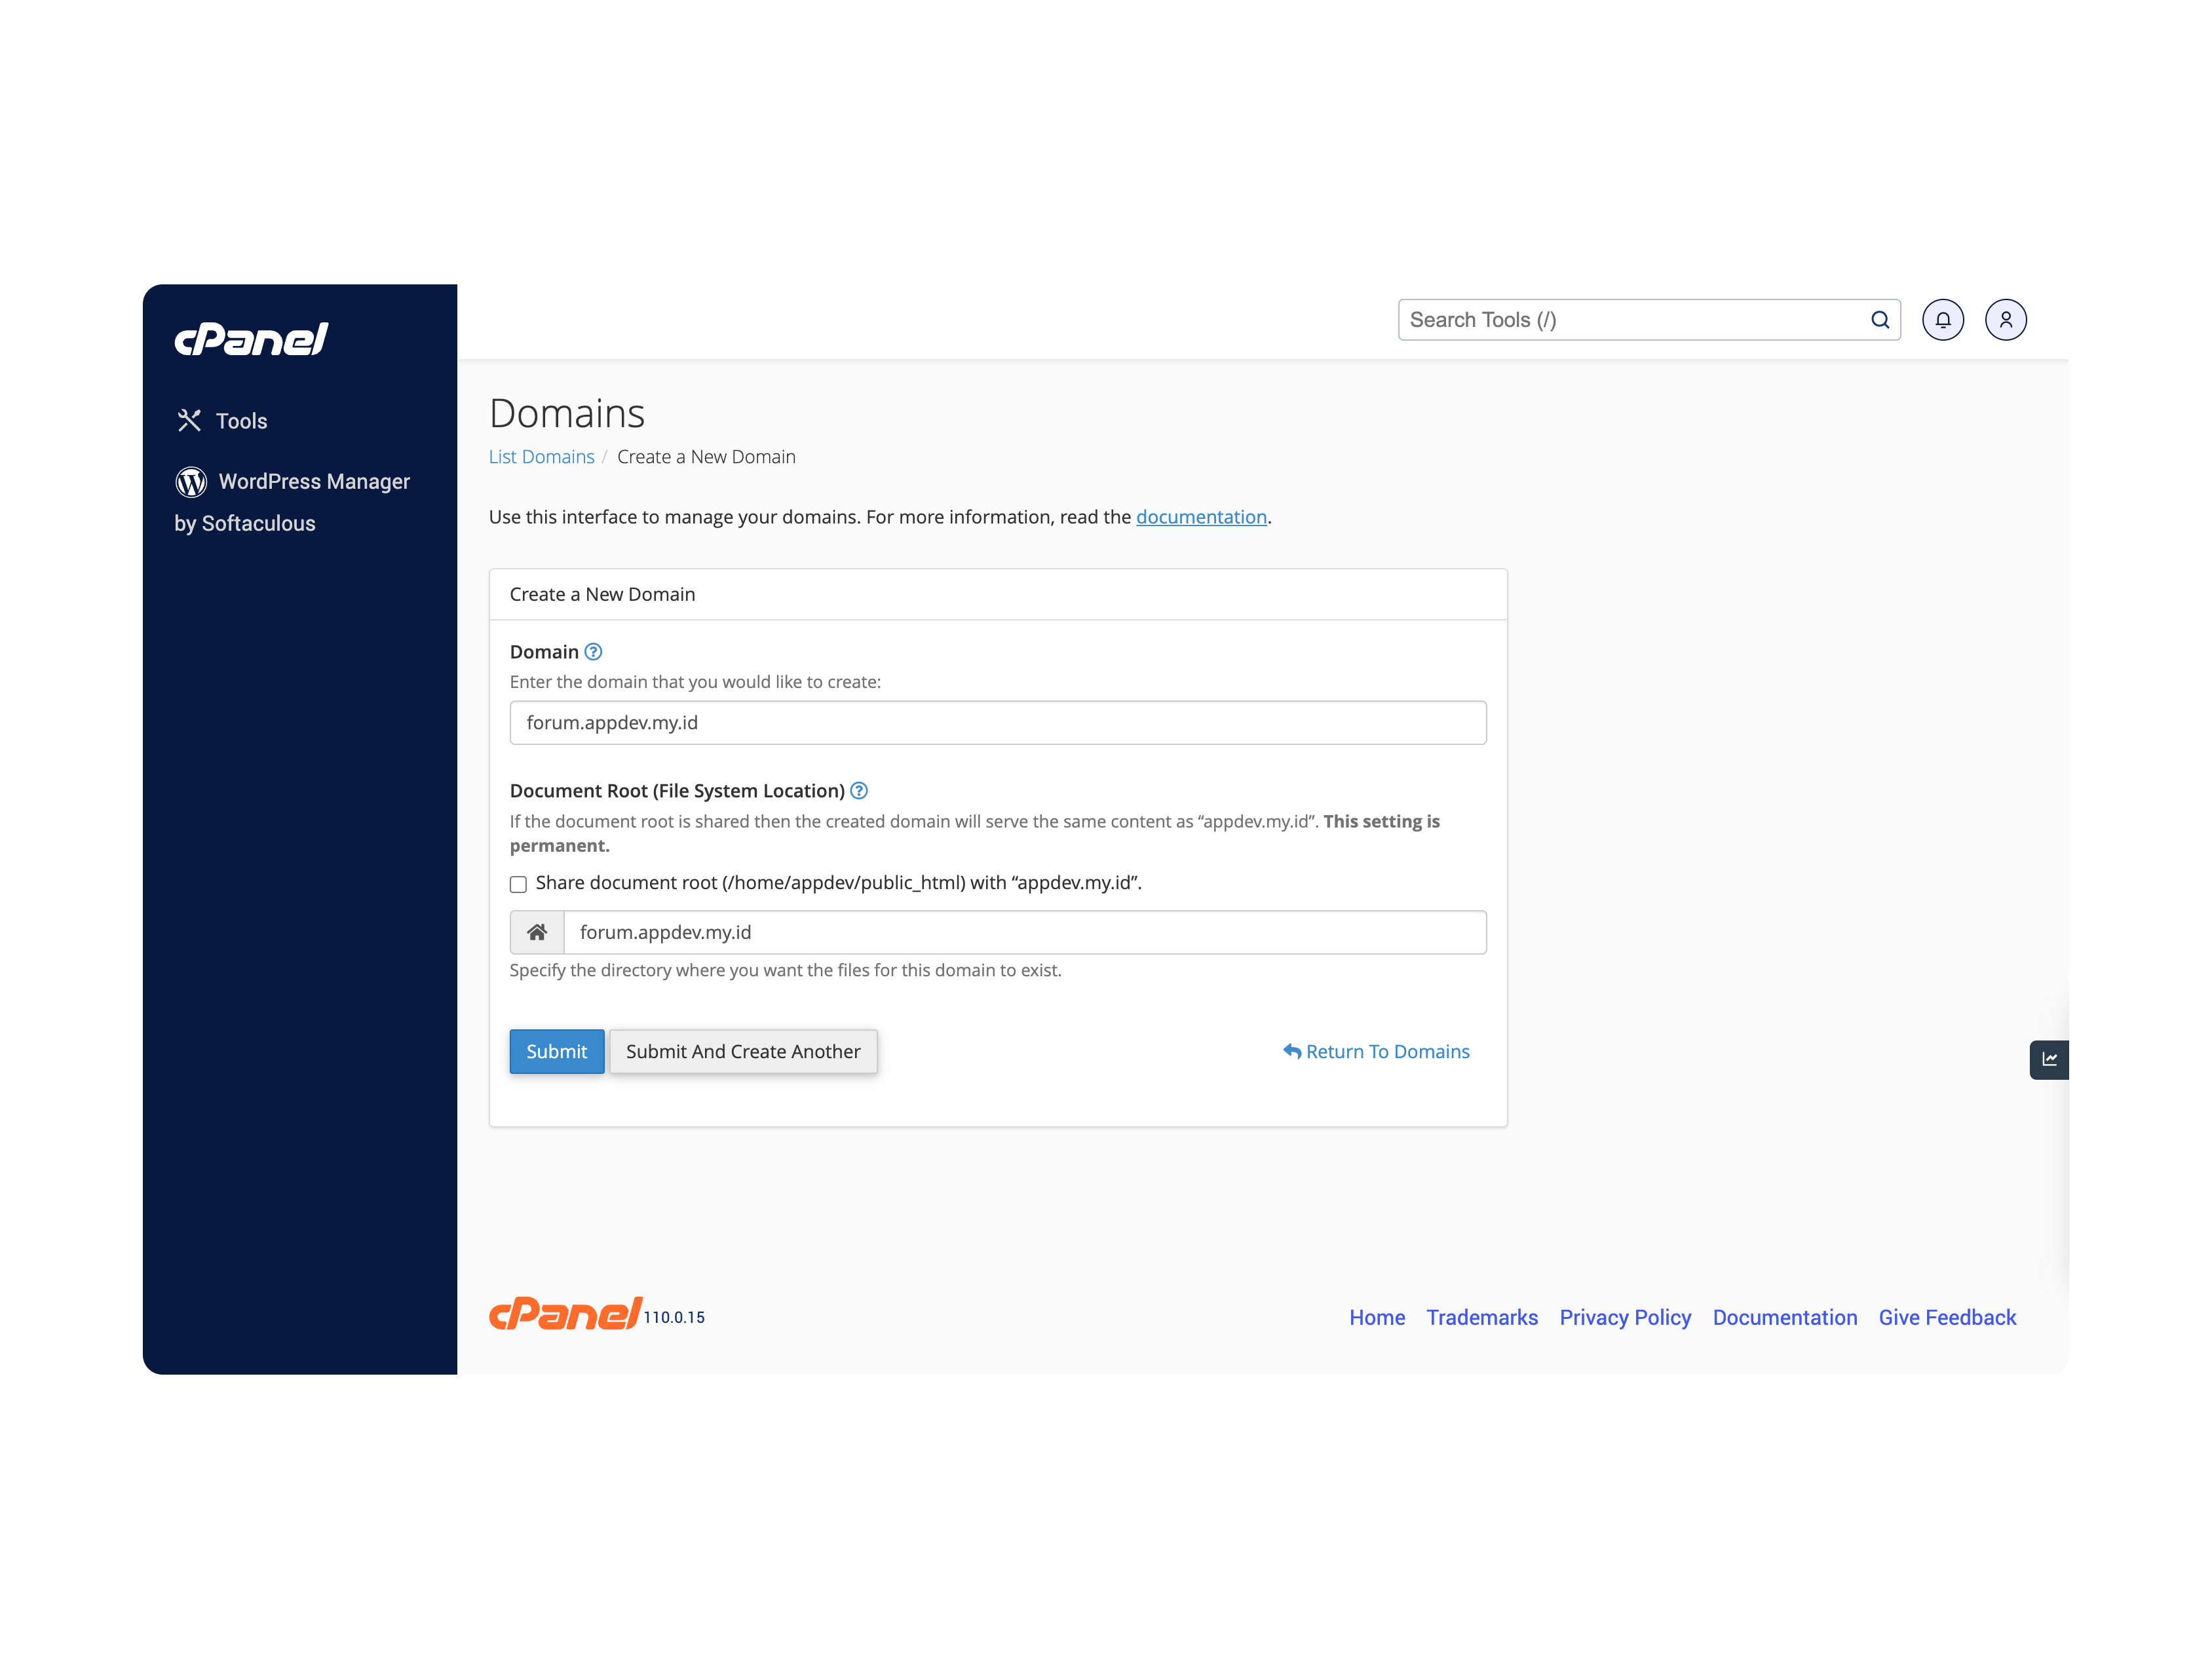 cPanel
Search Tools (/)
Tools
WordPress Manager
by Softaculous
Domains
List Domains / Create a New Domain
Use this interface to manage your domains. For more information, read the documentation.
Create a New Domain
Domain
Enter the domain that you would like to create:
forum.appdev.my.id
Document Root (File System Location)
If the document root is shared then the created domain will serve the same content as “appdev.my.id”. This setting is
permanent.
Share document root (/home/appdev/public_html) with “appdev.my.id”.
forum.appdev.my.id
Specify the directory where you want the files for this domain to exist.
Submit Submit And Create Another Return To Domains
cPanel 110.0.15 Home Trademarks Privacy Policy Documentation Give Feedback